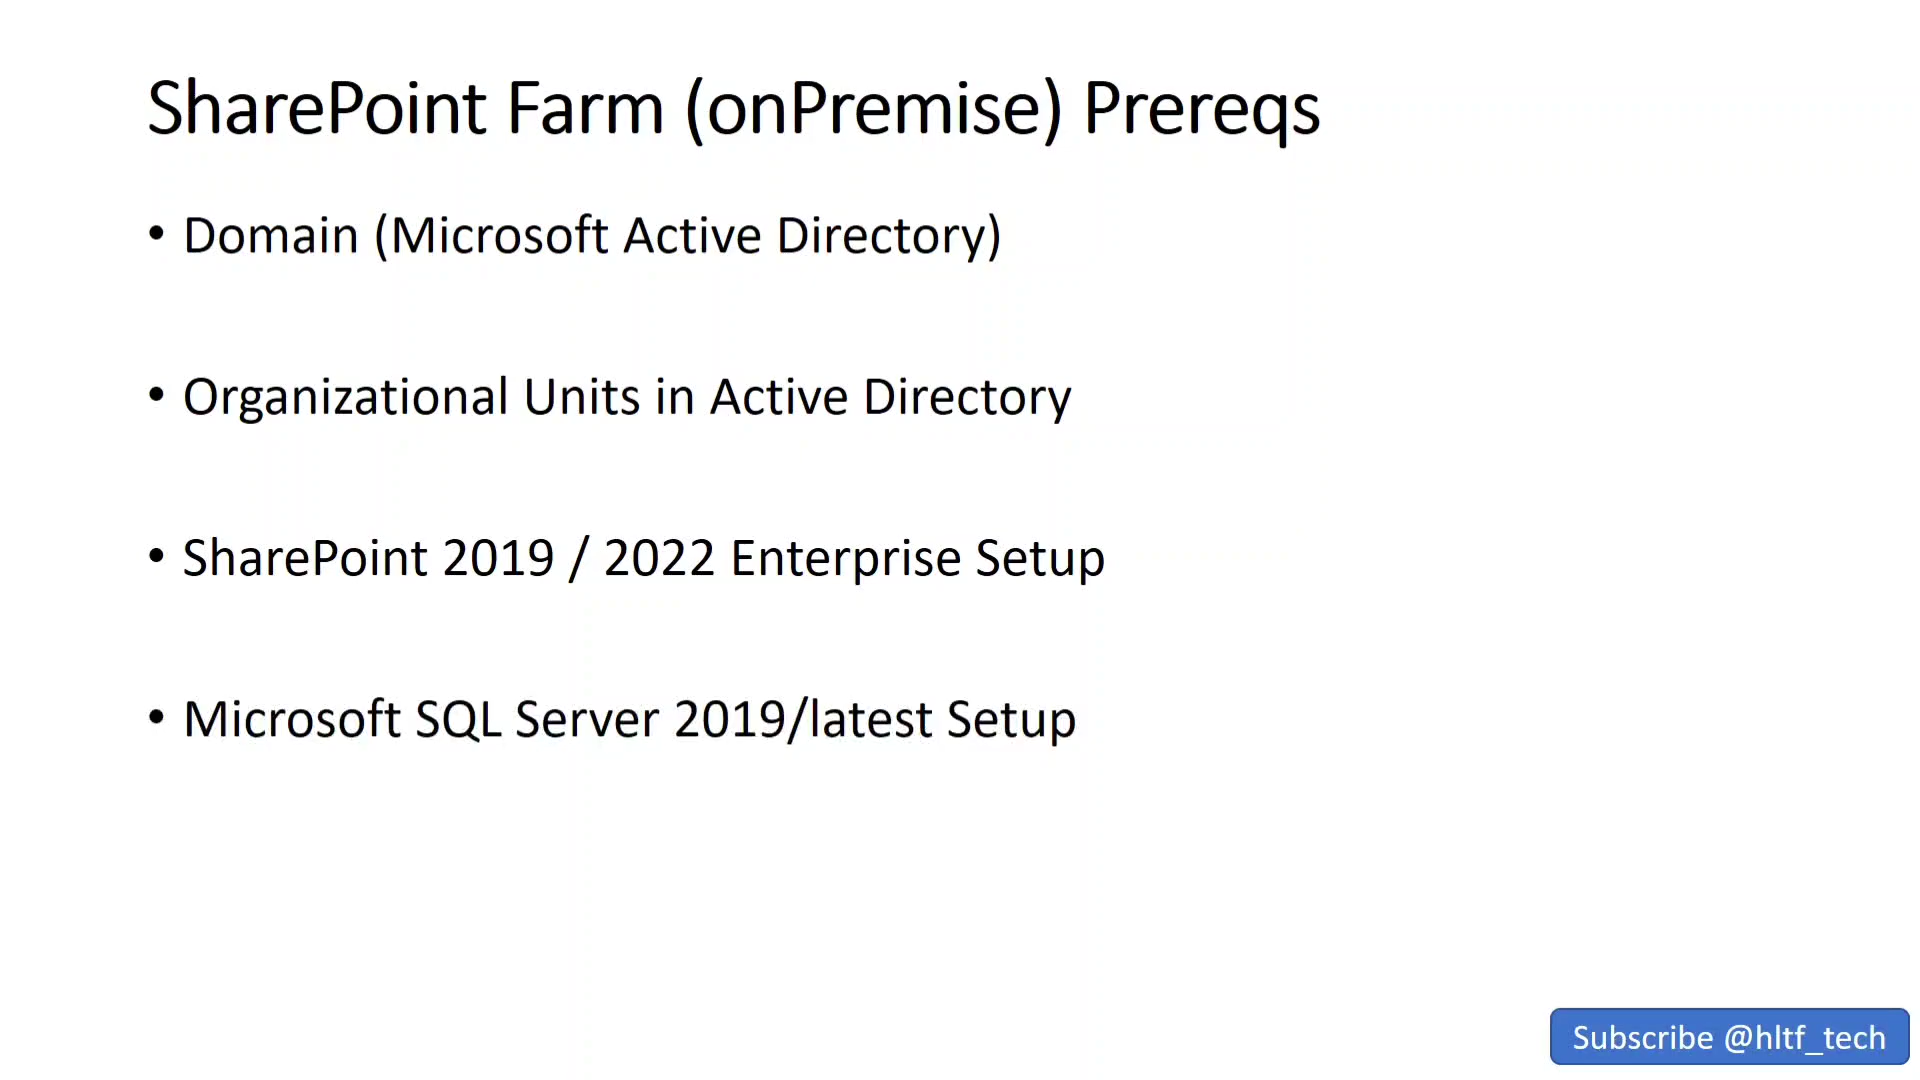 SharePoint Farm (onPremise) Prereqs
• Domain (Microsoft Active Directory)
• Organizational Units in Active Directory
• SharePoint 2019 / 2022 Enterprise Setup
• Microsoft SQL Server 2019/latest Setup
Subscribe @hltf_tech